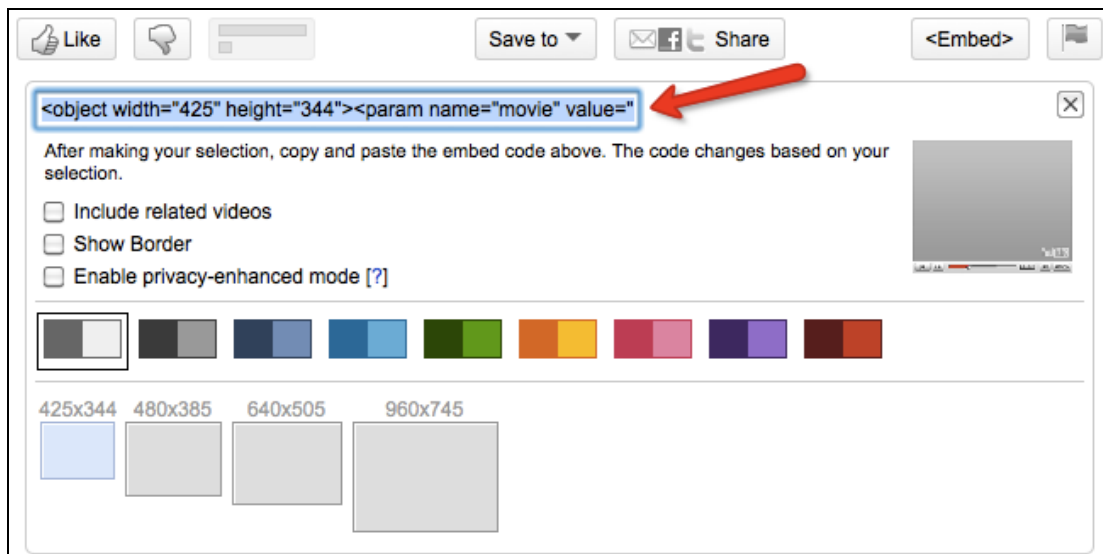 Like Save to Share <Embed>
<object width="425" height="344"><param name="movie" value="
After making your selection, copy and paste the embed code above. The code changes based on your
selection.
Include related videos
Show Border
Enable privacy-enhanced mode [?]
425x344 480x385 640x505 960x745